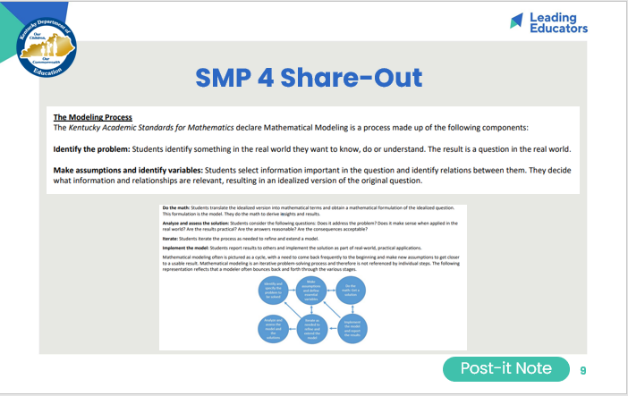 Kentucky Department of
Our
Children,
Our
Commonwealth
Education
Leading
Educators
SMP 4 Share-Out
The Modeling Process
The Kentucky Academic Standards for Mathematics declare Mathematical Modeling is a process made up of the following components:
Identify the problem: Students identify something in the real world they want to know, do or understand. The result is a question in the real world.
Make assumptions and identify variables: Students select information important in the question and identify relations between them. They decide
what information and relationships are relevant, resulting in an idealized version of the original question.
Do the math: Students translate the idealized version into mathematical terms and obtain a mathematical formulation of the idealized question.
This formulation is the model. They do the math to derive insights and results.
Analyze and assess the solution: Students consider the following questions: Does it address the problem? Does it make sense when applied in the
real world? Are the results practical? Are the answers reasonable? Are the consequences acceptable?
Iterate: Students iterate the process as needed to refine and extend a model.
Implement the model: Students report results to others and implement the solution as part of real-world, practical applications.
Mathematical modeling often is pictured as a cycle, with a need to come back frequently to the beginning and make new assumptions to get closer
to a usable result. Mathematical modeling is an iterative problem-solving process and therefore is not referenced by individual steps. The following
representation reflects that a modeler often bounces back and forth through the various stages.
Post-it Note
9